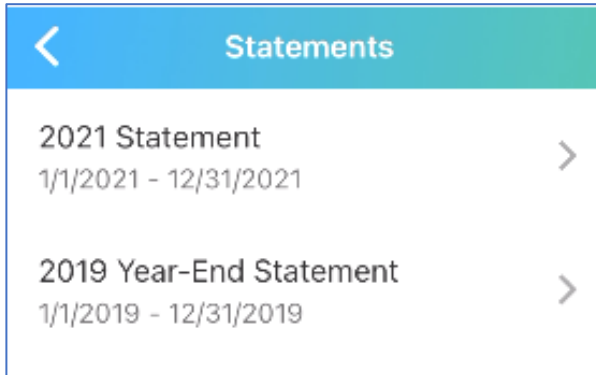 Statements
2021 Statement
1/1/2021 - 12/31/2021
2019 Year-End Statement
1/1/2019 - 12/31/2019